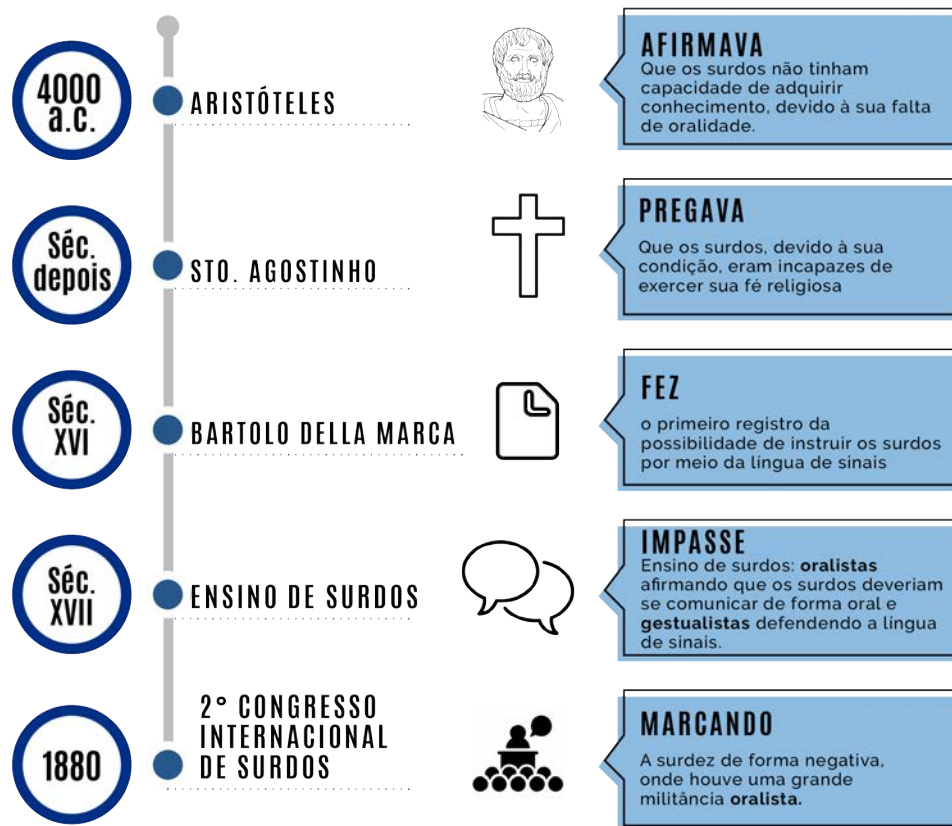 4000
a.c.
ARISTÓTELES
AFIRMAVA
Que os surdos não tinham
capacidade de adquirir
conhecimento, devido à sua falta
de oralidade.
Séc.
depois
STO. AGOSTINHO
PREGAVA
Que os surdos, devido à sua
condição, eram incapazes de
exercer sua fé religiosa
Séc.
XVI
BARTOLO DELLA MARCA
FEZ
o primeiro registro da
possibilidade de instruir os surdos
por meio da língua de sinais
Séc.
XVII
ENSINO DE SURDOS
IMPASSE
Ensino de surdos: oralistas
afirmando que os surdos deveriam
se comunicar de forma oral e
gestualistas defendendo a língua
de sinais.
1880
2º CONGRESSO
INTERNACIONAL
DE SURDOS
MARCANDO
A surdez de forma negativa,
onde houve uma grande
militância oralista.